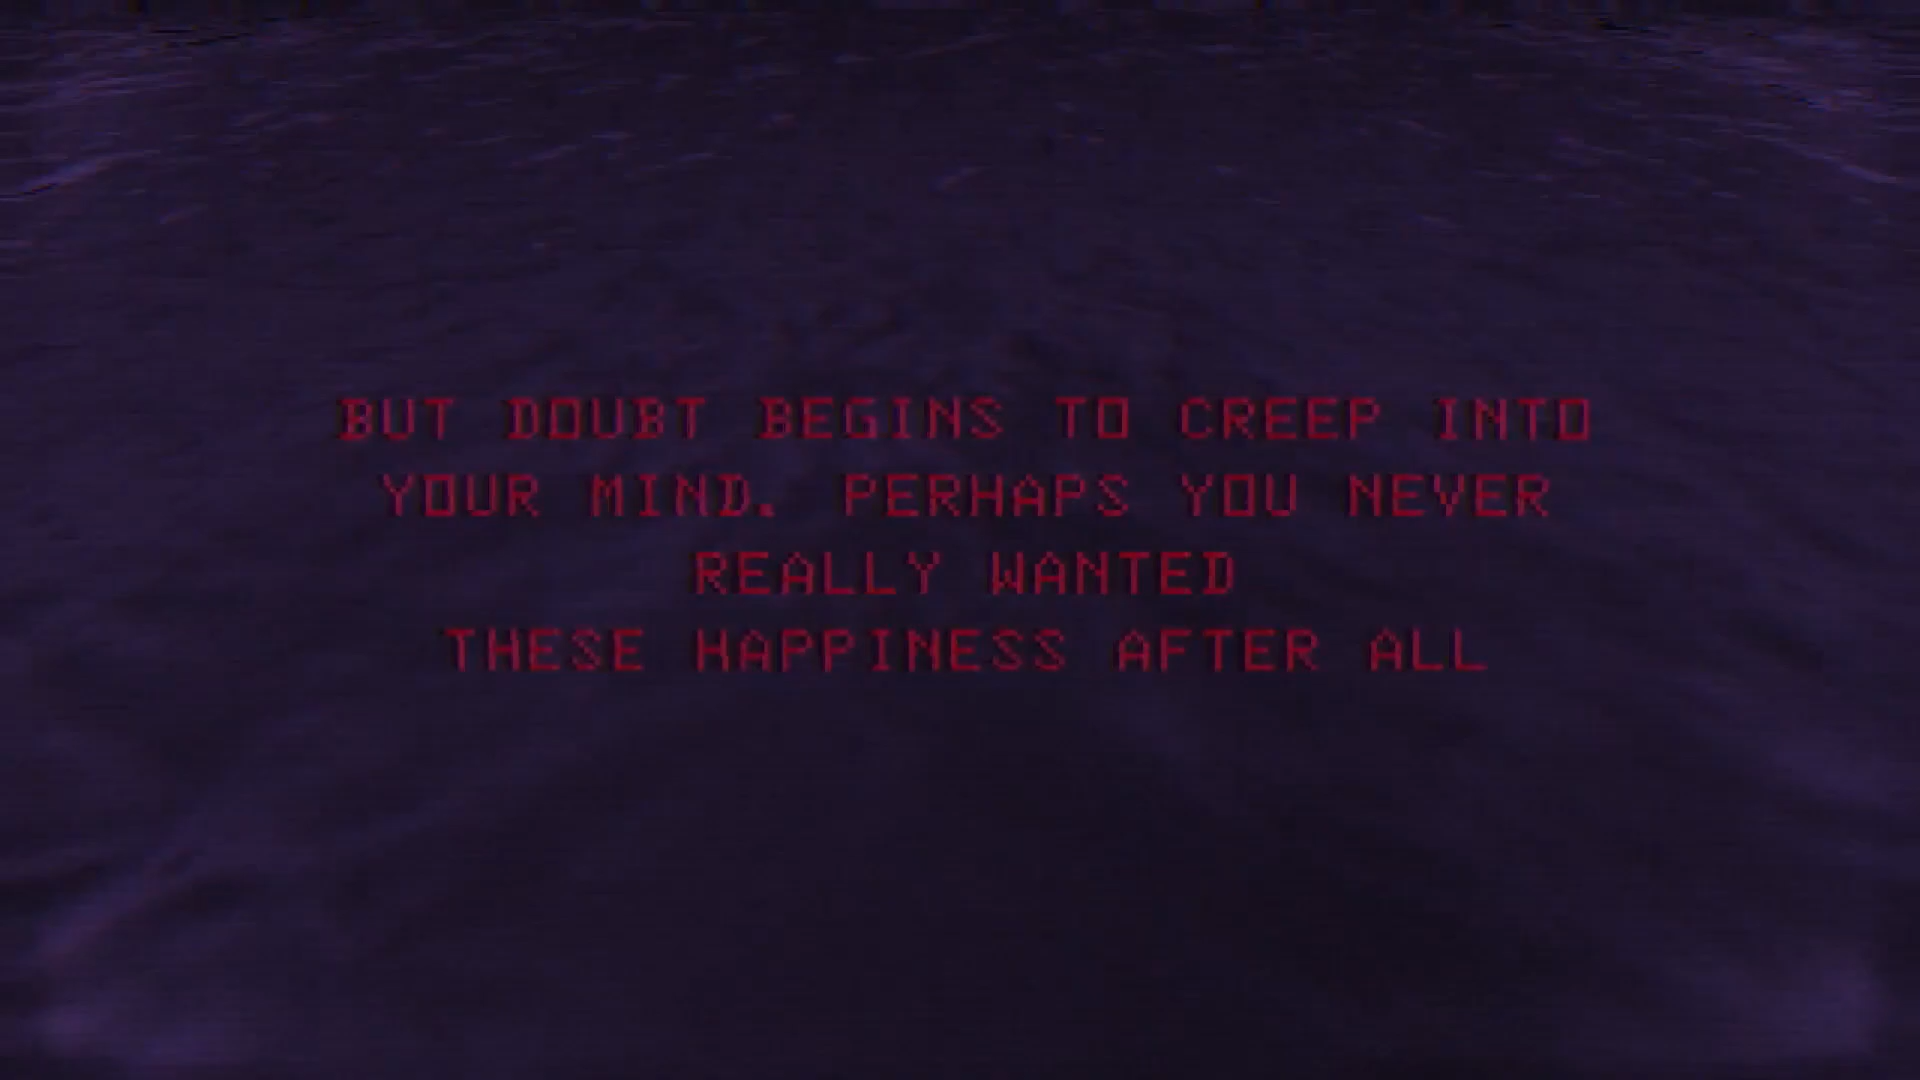 BUT DOUBT BEGINS TO CREEP INTO
YOUR MIND. PERHAPS YOU NEVER
REALLY WANTED
THESE HAPPINESS AFTER ALL